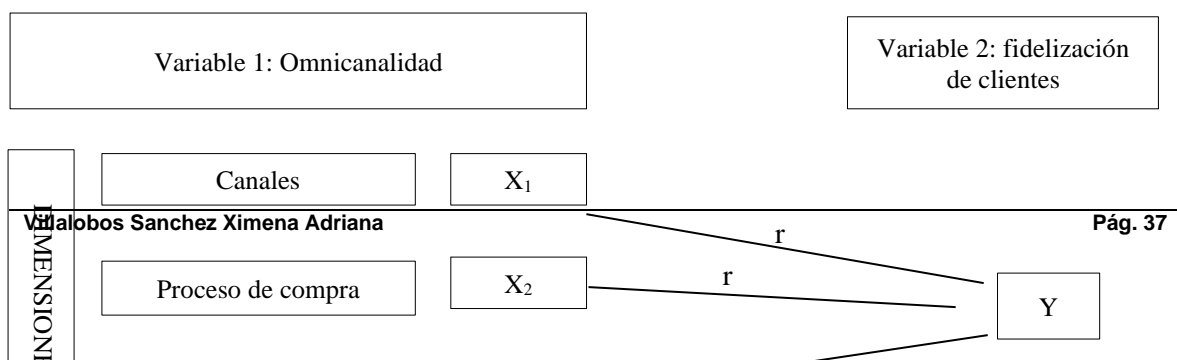 Variable 1: Omnicanalidad
Variable 2: fidelización
de clientes
Canales
X₁
Villalobos Sanchez Ximena Adriana
Pág. 37
r
Proceso de compra
X₂
r
Y